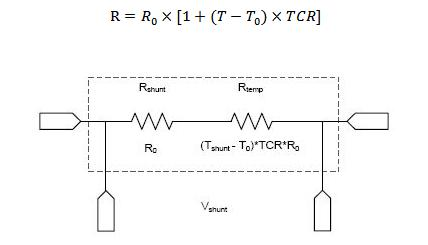 R = R₀ × [1 + (T − T₀) × TCR]
Rshunt Rtemp
R₀ (Tshunt - T₀)*TCR*R₀
Vshunt